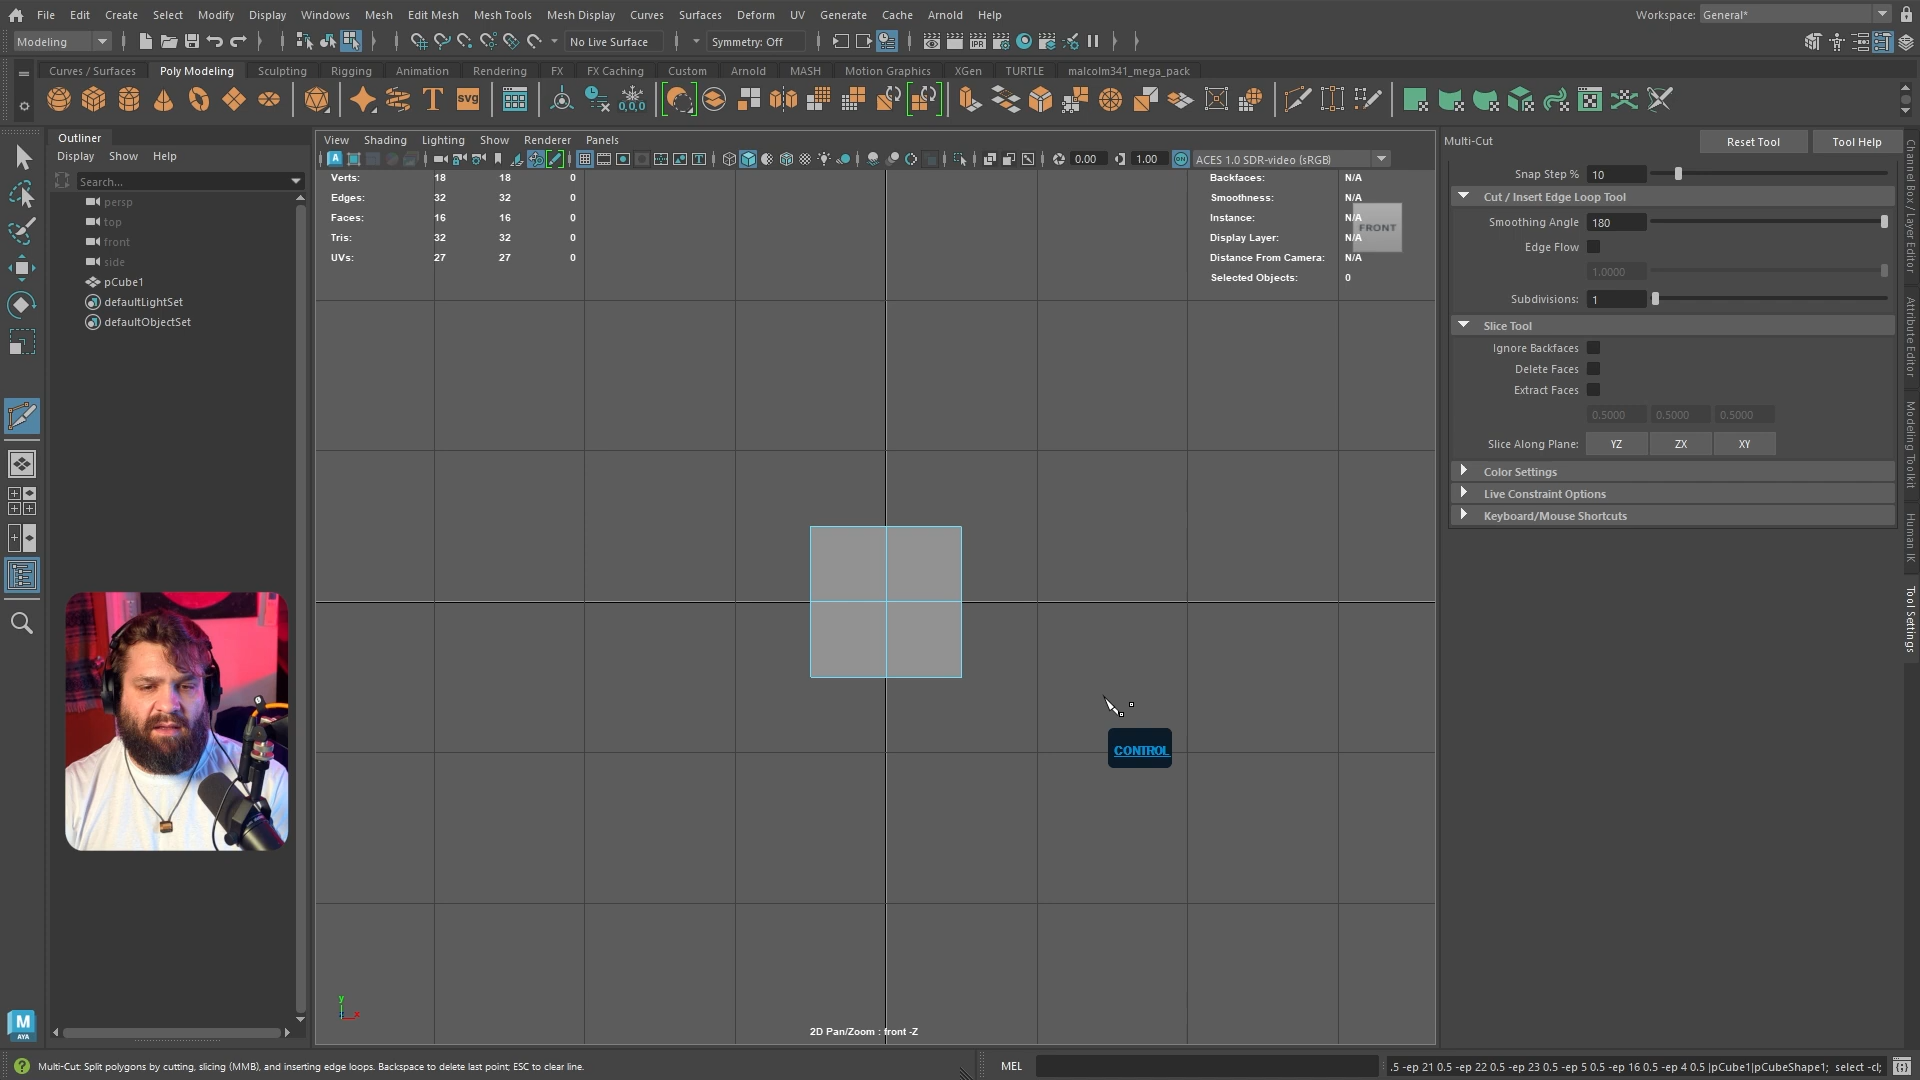 File Edit Create Select Modify Display Windows Mesh Edit Mesh Mesh Tools Mesh Display Curves Surfaces Deform UV Generate Cache Arnold Help Workspace: General*
Modeling No Live Surface Symmetry: Off
Curves / Surfaces Poly Modeling Sculpting Rigging Animation Rendering FX FX Caching Custom Arnold MASH Motion Graphics XGen TURTLE malcolm341_mega_pack
T SVG 0,0,0
Outliner
Display Show Help
Search...
persp
top
front
side
pCube1
defaultLightSet
defaultObjectSet
View Shading Lighting Show Renderer Panels
0.00 1.00 ACES 1.0 SDR-video (sRGB)
Verts: 18 18 0
Edges: 32 32 0
Faces: 16 16 0
Tris: 32 32 0
UVs: 27 27 0
Backfaces: N/A
Smoothness: N/A
Instance: N/A
Display Layer: N/A
Distance From Camera: N/A
Selected Objects: 0
FRONT
CONTROL
y
x
2D Pan/Zoom : front -Z
Multi-Cut Reset Tool Tool Help
Snap Step % 10
Cut / Insert Edge Loop Tool
Smoothing Angle 180
Edge Flow
1.0000
Subdivisions: 1
Slice Tool
Ignore Backfaces
Delete Faces
Extract Faces
0.5000 0.5000 0.5000
Slice Along Plane: YZ ZX XY
Color Settings
Live Constraint Options
Keyboard/Mouse Shortcuts
Channel Box / Layer Editor
Attribute Editor
Modeling Toolkit
Human IK
Tool Settings
M
AYA
Multi-Cut: Split polygons by cutting, slicing (MMB), and inserting edge loops. Backspace to delete last point; ESC to clear line.
MEL
.5 -ep 21 0.5 -ep 22 0.5 -ep 23 0.5 -ep 5 0.5 -ep 16 0.5 -ep 4 0.5 |pCube1|pCubeShape1; select -cl;